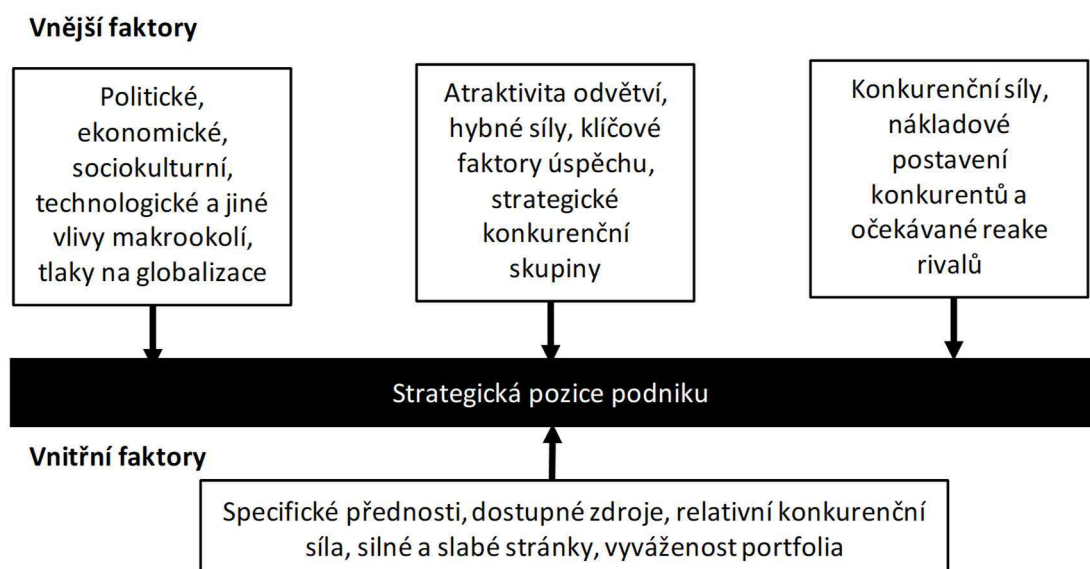 Vnější faktory
Politické,
ekonomické,
sociokulturní,
technologické a jiné
vlivy makrookolí,
tlaky na globalizace
Atraktivita odvětví,
hybné síly, klíčové
faktory úspěchu,
strategické
konkurenční
skupiny
Konkurenční síly,
nákladové
postavení
konkurentů a
očekávané reake
rivalů
Strategická pozice podniku
Vnitřní faktory
Specifické přednosti, dostupné zdroje, relativní konkurenční
síla, silné a slabé stránky, vyváženost portfolia